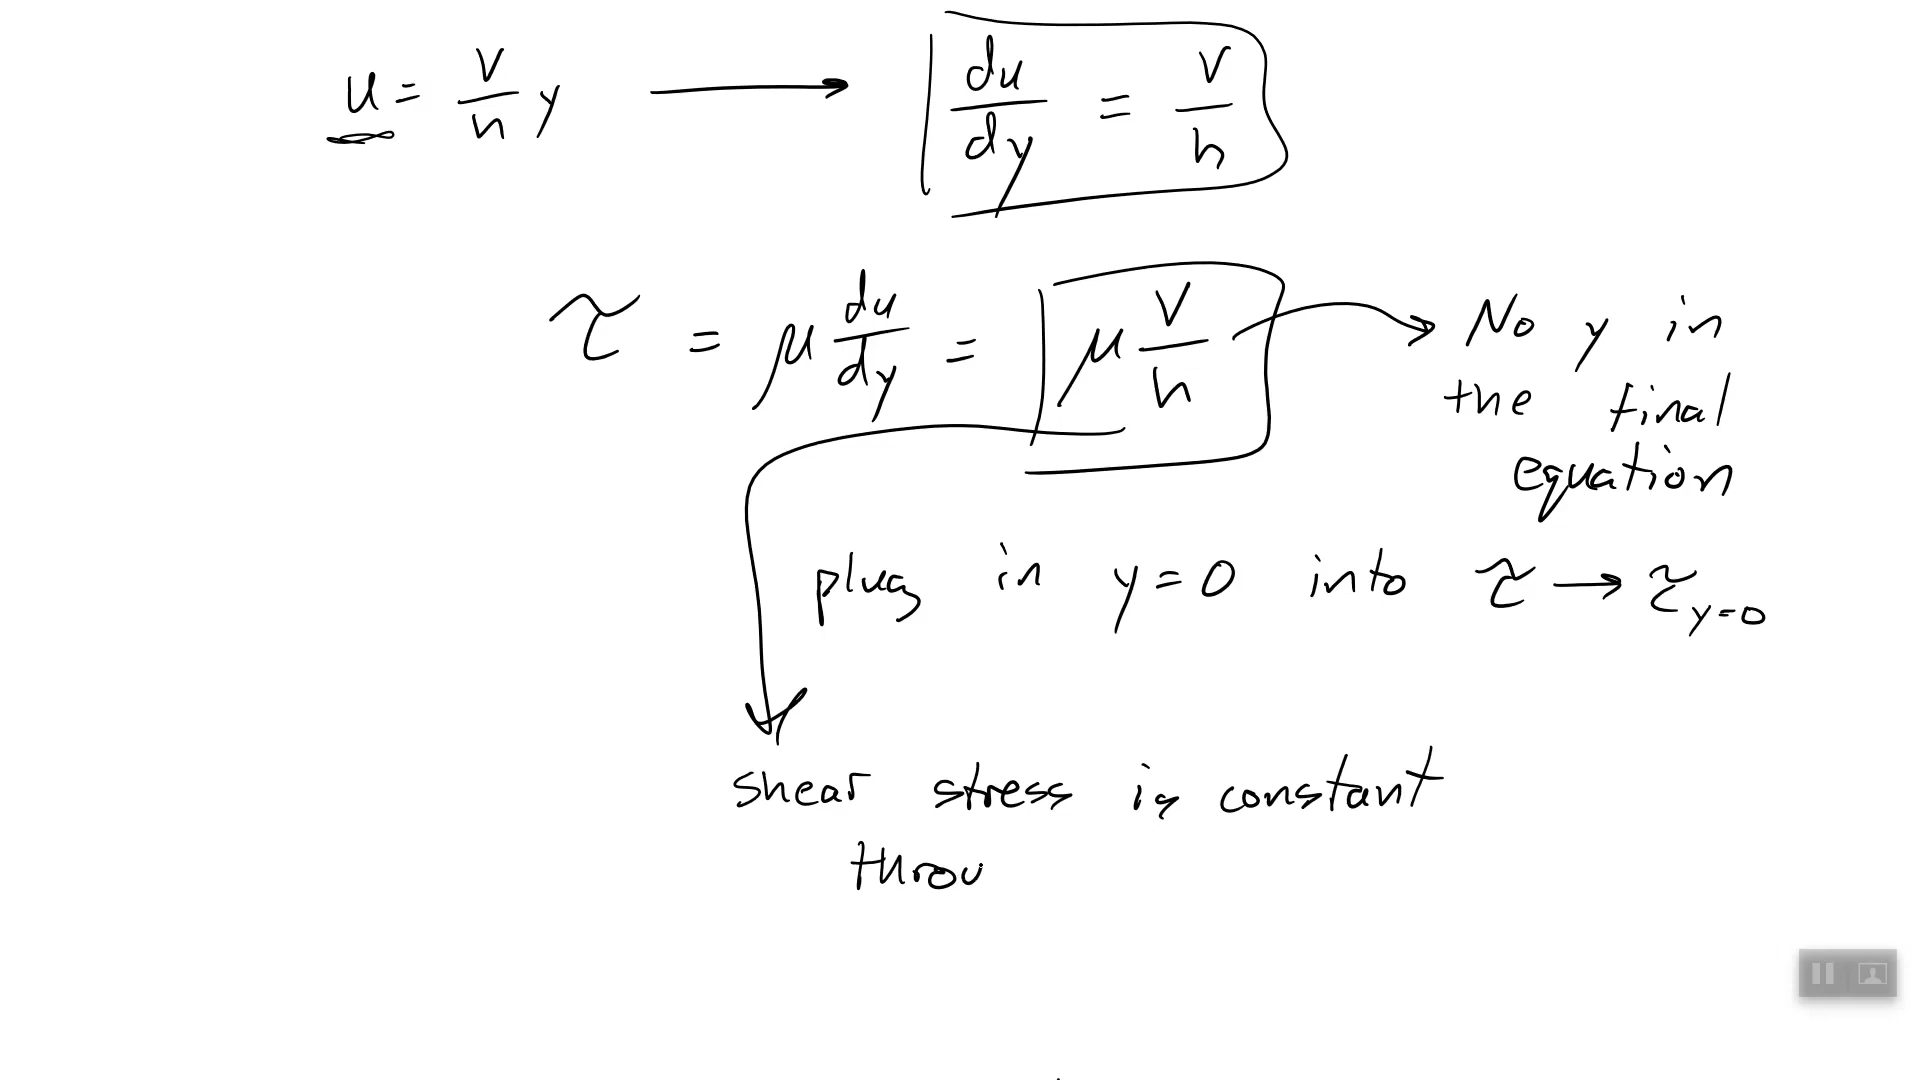 u = V/h y → du/dy = V/h
τ = μ du/dy = μ V/h → No y in
the final
equation
plug in y=0 into τ → τ y=0
shear stress is constant
throu